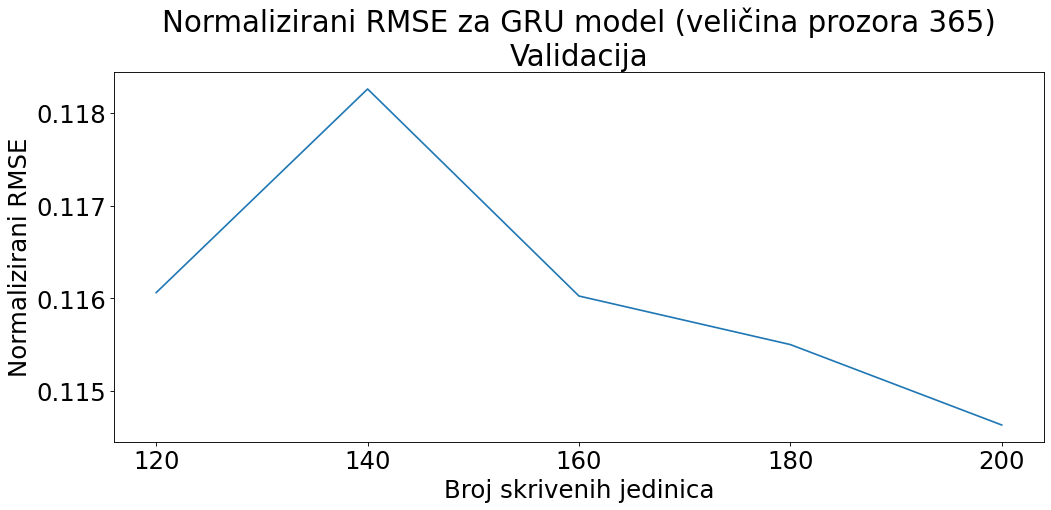 Normalizirani RMSE za GRU model (veličina prozora 365)
Validacija
Normalizirani RMSE
0.118
0.117
0.116
0.115
120 140 160 180 200
Broj skrivenih jedinica